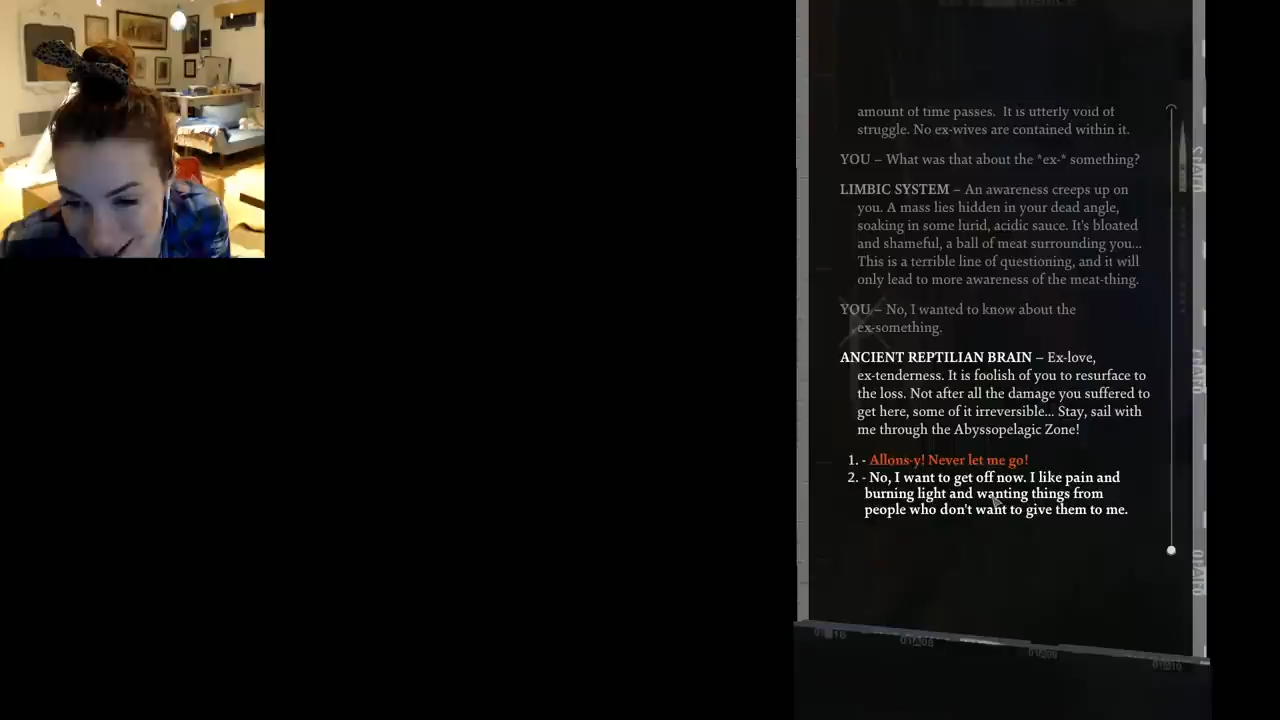 amount of time passes. It is utterly void of
struggle. No ex-wives are contained within it.
YOU – What was that about the *ex-* something?
LIMBIC SYSTEM – An awareness creeps up on
you. A mass lies hidden in your dead angle,
soaking in some lurid, acidic sauce. It's bloated
and shameful, a ball of meat surrounding you...
This is a terrible line of questioning, and it will
only lead to more awareness of the meat-thing.
YOU – No, I wanted to know about the
ex-something.
ANCIENT REPTILIAN BRAIN – Ex-love,
ex-tenderness. It is foolish of you to resurface to
the loss. Not after all the damage you suffered to
get here, some of it irreversible... Stay, sail with
me through the Abyssopelagic Zone!
1. - Allons-y! Never let me go!
2. - No, I want to get off now. I like pain and
burning light and wanting things from
people who don't want to give them to me.